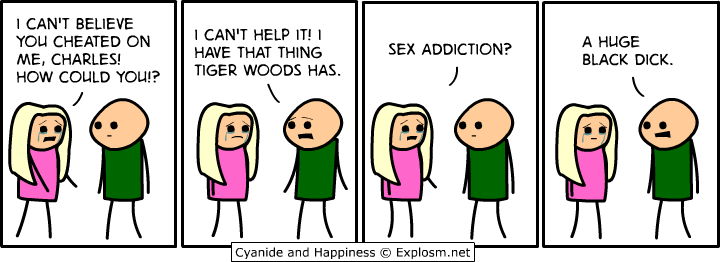 I CAN'T BELIEVE
YOU CHEATED ON
ME, CHARLES!
HOW COULD YOU!?
I CAN'T HELP IT! I
HAVE THAT THING
TIGER WOODS HAS.
SEX ADDICTION?
A HUGE
BLACK DICK.
Cyanide and Happiness © Explosm.net